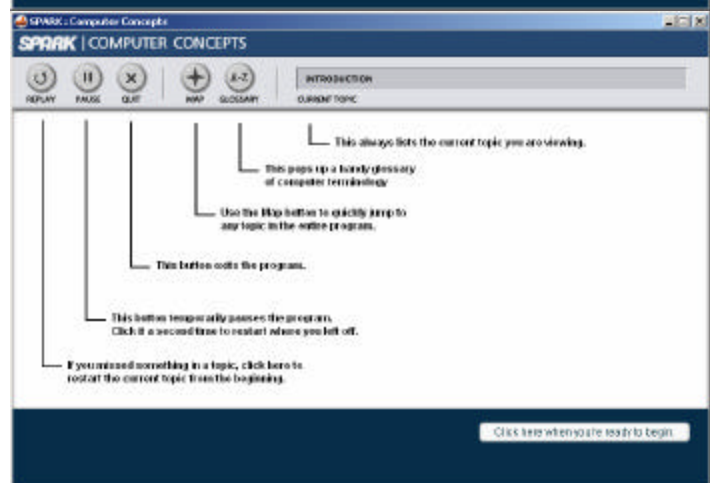 SPARK : Computer Concepts
SPARK | COMPUTER CONCEPTS
REPLAY PAUSE QUIT MAP GLOSSARY
A-Z
INTRODUCTION
CURRENT TOPIC
This always lists the current topic you are viewing.
This pops up a handy glossary
of computer terminology
Use the Map button to quickly jump to
any topic in the entire program.
This button exits the program.
This button temporarily pauses the program.
Click it a second time to restart where you left off.
If you missed something in a topic, click here to
restart the current topic from the beginning.
Click here when you're ready to begin.